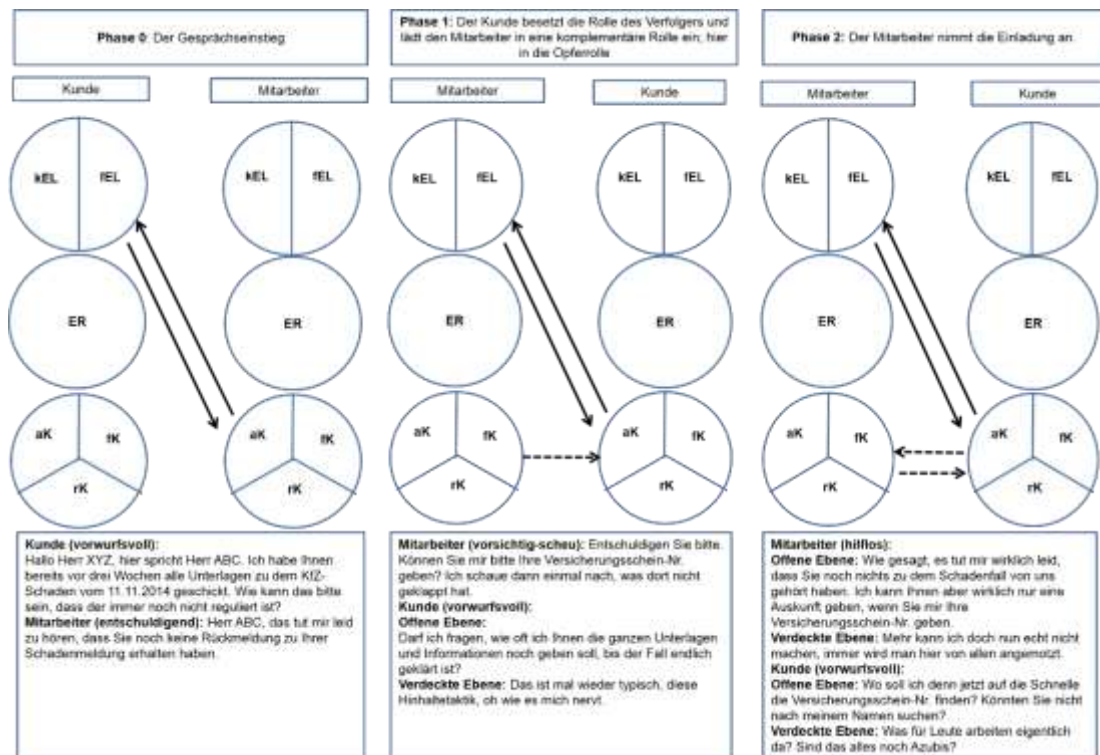 Phase 0: Der Gesprächseinstieg
Kunde
Mitarbeiter
kEL
fEL
kEL
fEL
ER
ER
aK
fK
rK
aK
fK
rK
Kunde (vorwurfsvoll):
Hallo Herr XYZ, hier spricht Herr ABC. Ich habe Ihnen
bereits vor drei Wochen alle Unterlagen zu dem KfZ-
Schaden vom 11.11.2014 geschickt. Wie kann das bitte
sein, dass der immer noch nicht reguliert ist?
Mitarbeiter (entschuldigend): Herr ABC, das tut mir leid
zu hören, dass Sie noch keine Rückmeldung zu Ihrer
Schadenmeldung erhalten haben.
Phase 1: Der Kunde besetzt die Rolle des Verfolgers und
lädt den Mitarbeiter in eine komplementäre Rolle ein; hier
in die Opferrolle
Mitarbeiter
Kunde
kEL
fEL
kEL
fEL
ER
ER
aK
fK
rK
aK
fK
rK
Mitarbeiter (vorsichtig-scheu): Entschuldigen Sie bitte.
Können Sie mir bitte Ihre Versicherungsschein-Nr.
geben? Ich schaue dann einmal nach, was dort nicht
geklappt hat.
Kunde (vorwurfsvoll):
Offene Ebene:
Darf ich fragen, wie oft ich Ihnen die ganzen Unterlagen
und Informationen noch geben soll, bis der Fall endlich
geklärt ist?
Verdeckte Ebene: Das ist mal wieder typisch, diese
Hinhaltetaktik, oh wie es mich nervt.
Phase 2: Der Mitarbeiter nimmt die Einladung an
Mitarbeiter
Kunde
kEL
fEL
kEL
fEL
ER
ER
aK
fK
rK
aK
fK
rK
Mitarbeiter (hilflos):
Offene Ebene: Wie gesagt, es tut mir wirklich leid,
dass Sie noch nichts zu dem Schadenfall von uns
gehört haben. Ich kann Ihnen aber wirklich nur eine
Auskunft geben, wenn Sie mir Ihre
Versicherungsschein-Nr. geben.
Verdeckte Ebene: Mehr kann ich doch nun echt nicht
machen, immer wird man hier von allen angemotzt.
Kunde (vorwurfsvoll):
Offene Ebene: Wo soll ich denn jetzt auf die Schnelle
die Versicherungsschein-Nr. finden? Könnten Sie nicht
nach meinem Namen suchen?
Verdeckte Ebene: Was für Leute arbeiten eigentlich
da? Sind das alles noch Azubis?